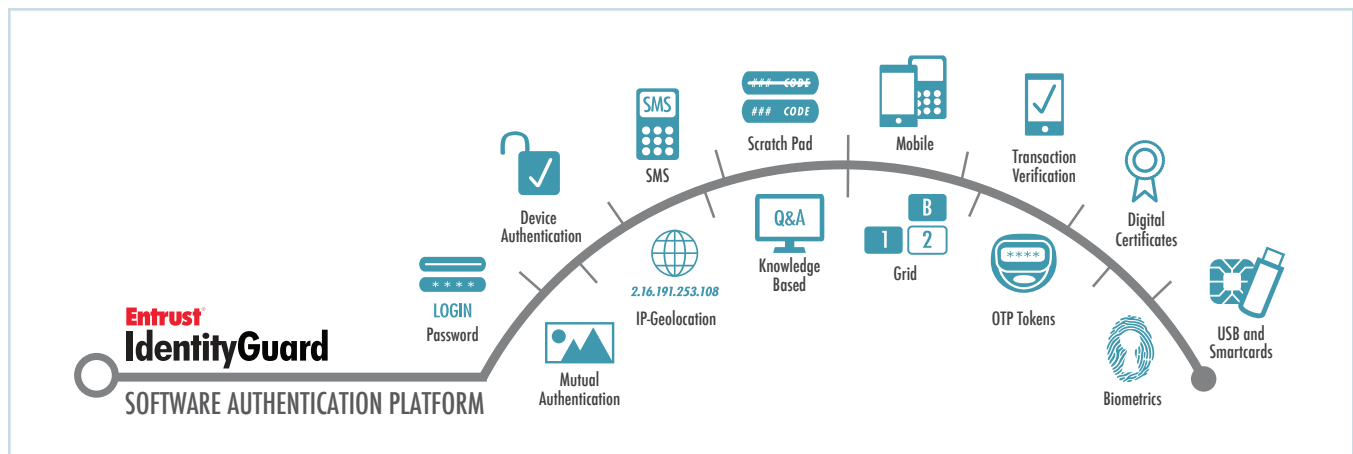 ### CODE
### CODE
SMS
SMS
Scratch Pad
Mobile
Transaction
Verification
Device
Authentication
Q&A
Knowledge
Based
B
1 2
Grid
Digital
Certificates
****
LOGIN
Password
2.16.191.253.108
IP-Geolocation
****
OTP Tokens
USB and
Smartcards
Entrust®
IdentityGuard
SOFTWARE AUTHENTICATION PLATFORM
Mutual
Authentication
Biometrics